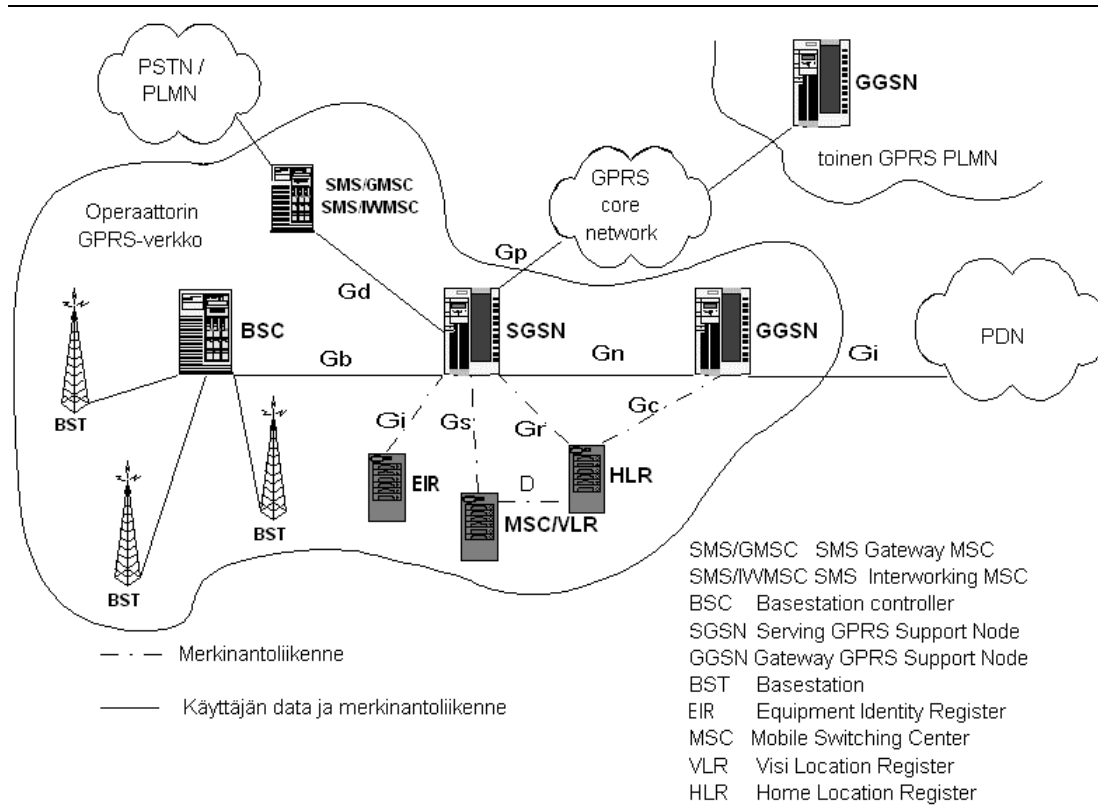 PSTN /
PLMN
GGSN
toinen GPRS PLMN
SMS/GMSC
SMS/IWMSC
GPRS
core
network
Operaattorin
GPRS-verkko
Gp
Gd
BSC
SGSN
GGSN
PDN
Gb
Gn
Gi
BST
Gi
Gs
Gr
Gc
EIR
D
HLR
MSC/VLR
BST
BST
SMS/GMSC SMS Gateway MSC
SMS/IWMSC SMS Interworking MSC
BSC Basestation controller
SGSN Serving GPRS Support Node
GGSN Gateway GPRS Support Node
BST Basestation
EIR Equipment Identity Register
MSC Mobile Switching Center
VLR Visi Location Register
HLR Home Location Register
Merkinantoliikenne
Käyttäjän data ja merkinantoliikenne